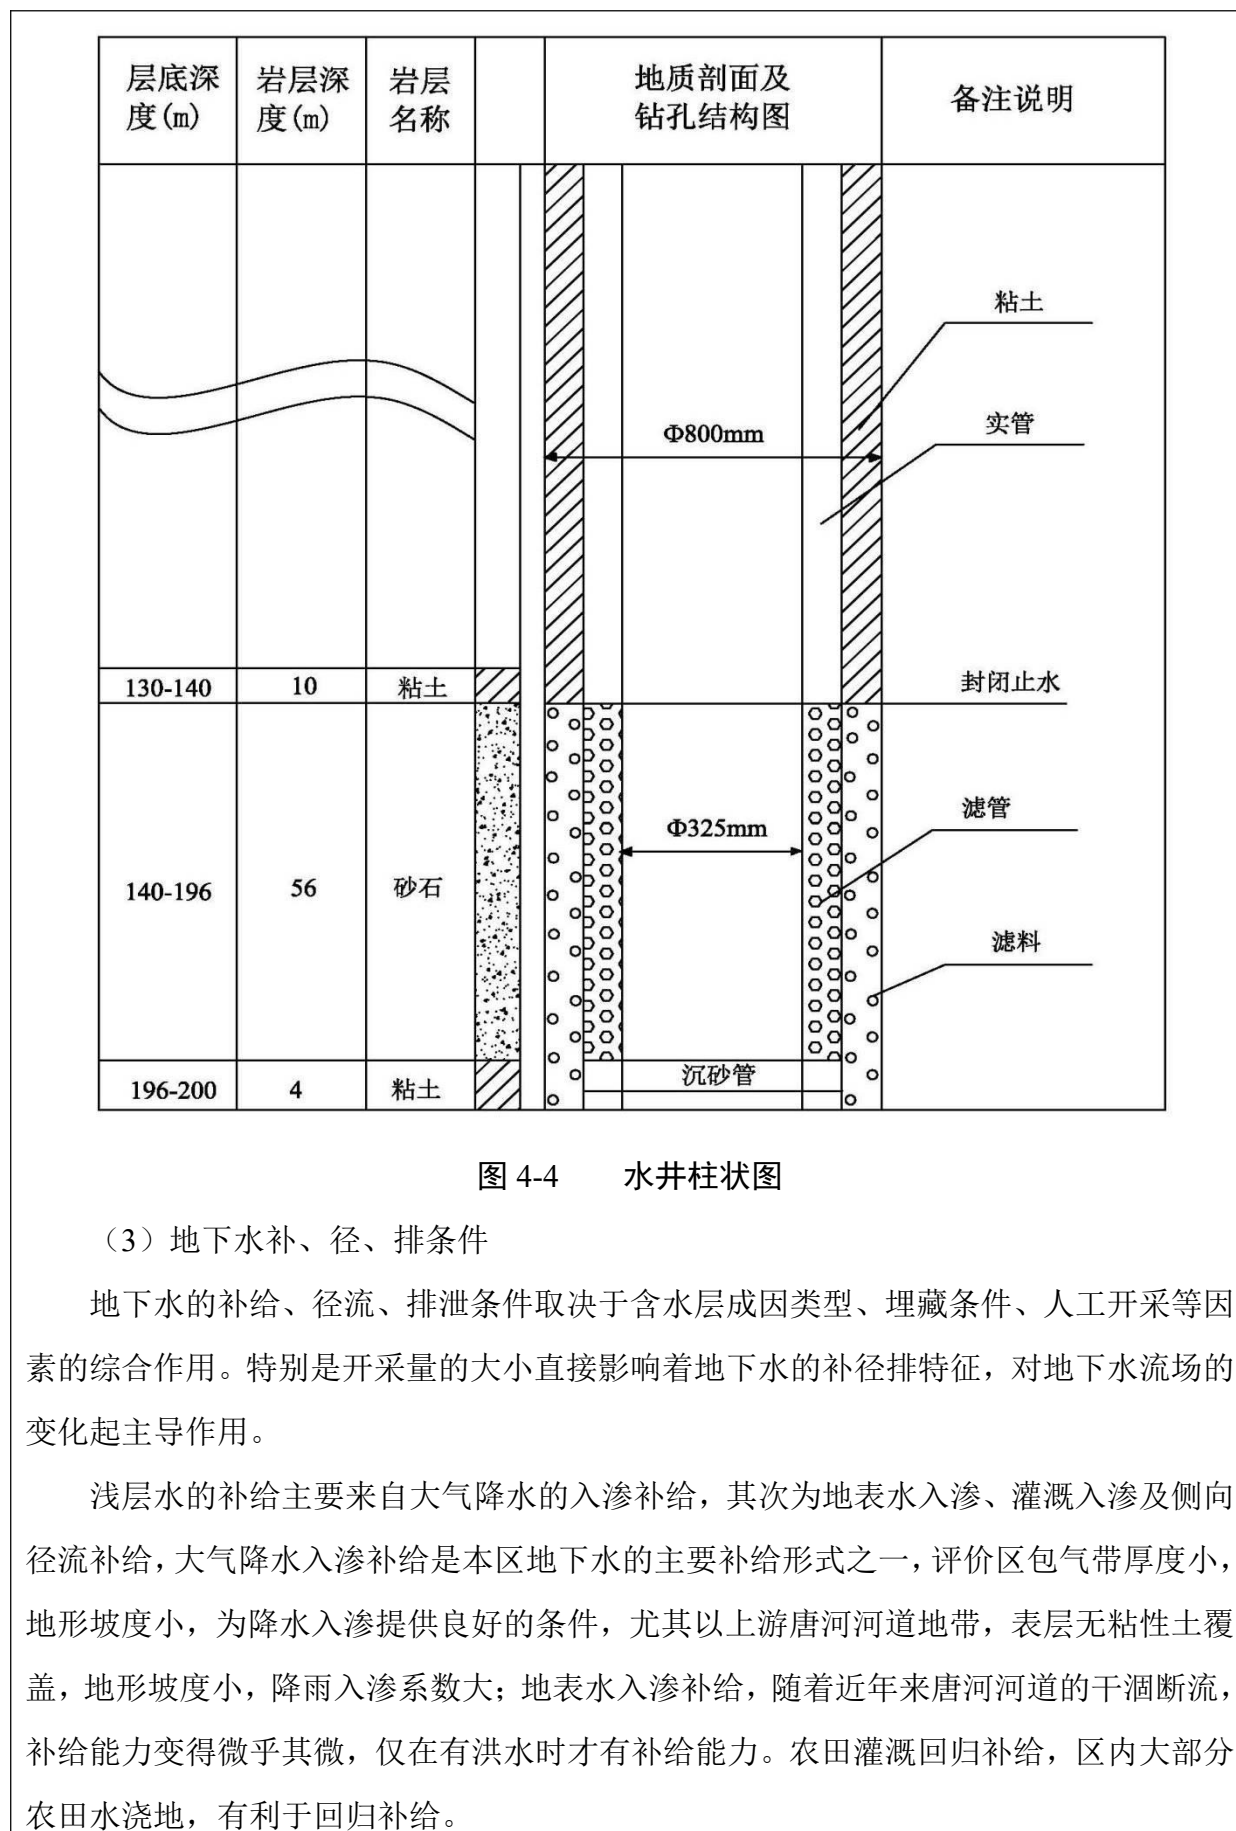 层底深度(m) 岩层深度(m) 岩层名称 地质剖面及钻孔结构图 备注说明
粘土
实管
Φ800mm
130-140 10 粘土 封闭止水
滤管
Φ325mm
140-196 56 砂石
滤料
沉砂管
196-200 4 粘土
图 4-4 水井柱状图
（3）地下水补、径、排条件
地下水的补给、径流、排泄条件取决于含水层成因类型、埋藏条件、人工开采等因
素的综合作用。特别是开采量的大小直接影响着地下水的补径排特征，对地下水流场的
变化起主导作用。
浅层水的补给主要来自大气降水的入渗补给，其次为地表水入渗、灌溉入渗及侧向
径流补给，大气降水入渗补给是本区地下水的主要补给形式之一，评价区包气带厚度小，
地形坡度小，为降水入渗提供良好的条件，尤其以上游唐河河道地带，表层无粘性土覆
盖，地形坡度小，降雨入渗系数大；地表水入渗补给，随着近年来唐河河道的干涸断流，
补给能力变得微乎其微，仅在有洪水时才有补给能力。农田灌溉回归补给，区内大部分
农田水浇地，有利于回归补给。